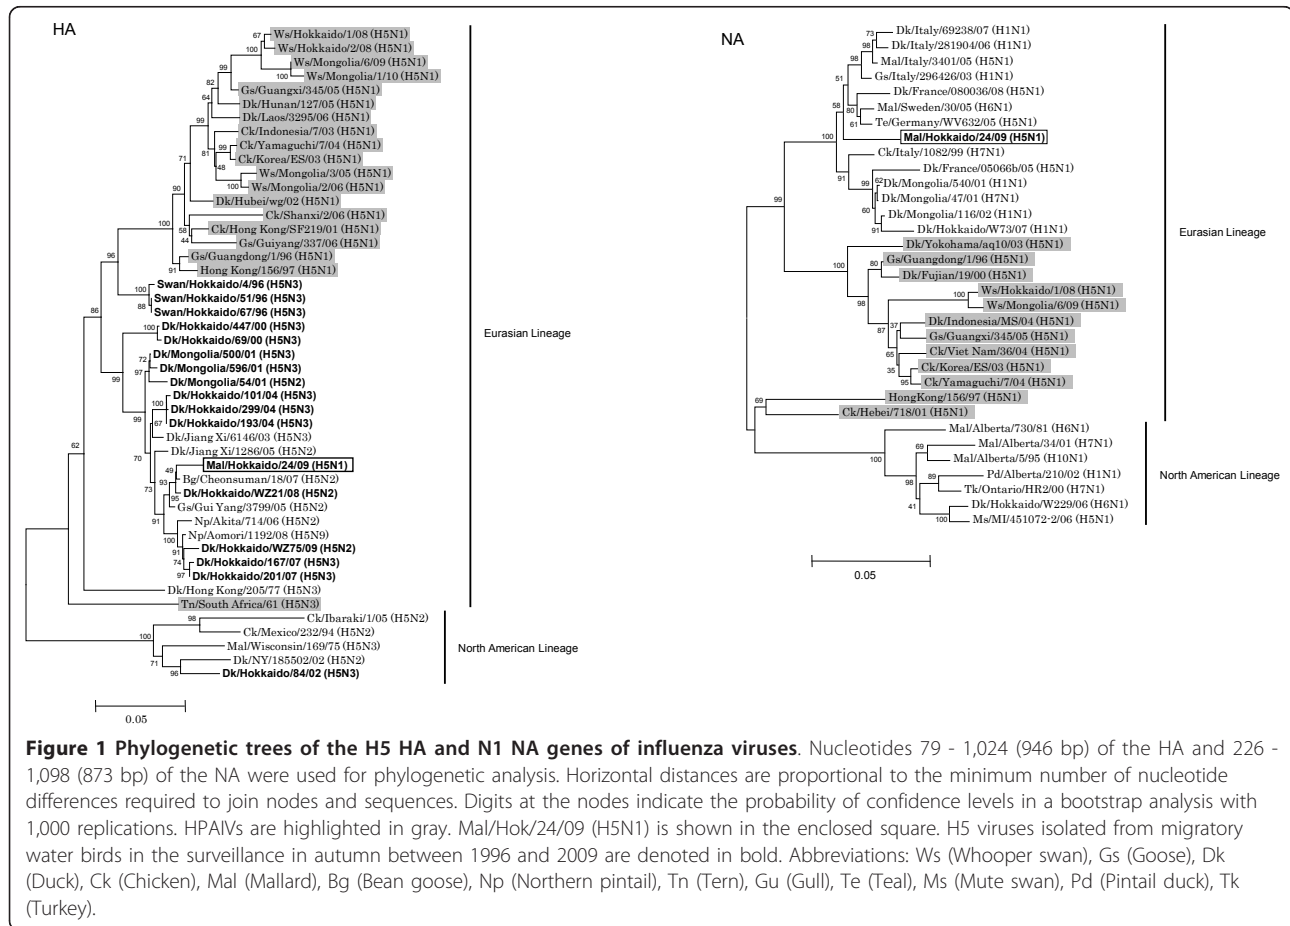 HA
67
Ws/Hokkaido/1/08 (H5N1)
100
Ws/Hokkaido/2/08 (H5N1)
Ws/Mongolia/6/09 (H5N1)
99
100
Ws/Mongolia/1/10 (H5N1)
82
Gs/Guangxi/345/05 (H5N1)
64
Dk/Hunan/127/05 (H5N1)
99
Dk/Laos/3295/06 (H5N1)
Ck/Indonesia/7/03 (H5N1)
81
99
Ck/Yamaguchi/7/04 (H5N1)
48
Ck/Korea/ES/03 (H5N1)
71
Ws/Mongolia/3/05 (H5N1)
100
Ws/Mongolia/2/06 (H5N1)
90
Dk/Hubei/wg/02 (H5N1)
Ck/Shanxi/2/06 (H5N1)
100
58
Ck/Hong Kong/SF219/01 (H5N1)
44
Gs/Guiyang/337/06 (H5N1)
96
Gs/Guangdong/1/96 (H5N1)
91
Hong Kong/156/97 (H5N1)
Swan/Hokkaido/4/96 (H5N3)
100
Swan/Hokkaido/51/96 (H5N3)
88
Swan/Hokkaido/67/96 (H5N3)
86
100
Dk/Hokkaido/447/00 (H5N3)
Dk/Hokkaido/69/00 (H5N3)
Eurasian Lineage
72
Dk/Mongolia/500/01 (H5N3)
97
Dk/Mongolia/596/01 (H5N3)
99
Dk/Mongolia/54/01 (H5N2)
Dk/Hokkaido/101/04 (H5N3)
100
Dk/Hokkaido/299/04 (H5N3)
99
67
Dk/Hokkaido/193/04 (H5N3)
Dk/Jiang Xi/6146/03 (H5N3)
62
70
Dk/Jiang Xi/1286/05 (H5N2)
Mal/Hokkaido/24/09 (H5N1)
49
93
Bg/Cheonsuman/18/07 (H5N2)
73
95
Dk/Hokkaido/WZ21/08 (H5N2)
Gs/Gui Yang/3799/05 (H5N2)
91
Np/Akita/714/06 (H5N2)
100
Np/Aomori/1192/08 (H5N9)
91
Dk/Hokkaido/WZ75/09 (H5N2)
74
Dk/Hokkaido/167/07 (H5N3)
97
Dk/Hokkaido/201/07 (H5N3)
Dk/Hong Kong/205/77 (H5N3)
Tn/South Africa/61 (H5N3)
98
Ck/Ibaraki/1/05 (H5N2)
100
Ck/Mexico/232/94 (H5N2)
Mal/Wisconsin/169/75 (H5N3)
North American Lineage
71
Dk/NY/185502/02 (H5N2)
96
Dk/Hokkaido/84/02 (H5N3)
0.05
NA
73
Dk/Italy/69238/07 (H1N1)
98
Dk/Italy/281904/06 (H1N1)
98
Mal/Italy/3401/05 (H5N1)
51
Gs/Italy/296426/03 (H1N1)
Dk/France/080036/08 (H5N1)
58
80
Mal/Sweden/30/05 (H6N1)
61
Te/Germany/WV632/05 (H5N1)
100
Mal/Hokkaido/24/09 (H5N1)
Ck/Italy/1082/99 (H7N1)
91
Dk/France/05066b/05 (H5N1)
99
62
Dk/Mongolia/540/01 (H1N1)
99
Dk/Mongolia/47/01 (H7N1)
60
Dk/Mongolia/116/02 (H1N1)
91
Dk/Hokkaido/W73/07 (H1N1)
Eurasian Lineage
Dk/Yokohama/aq10/03 (H5N1)
100
80
Gs/Guangdong/1/96 (H5N1)
98
Dk/Fujian/19/00 (H5N1)
100
Ws/Hokkaido/1/08 (H5N1)
Ws/Mongolia/6/09 (H5N1)
87
37
Dk/Indonesia/MS/04 (H5N1)
Gs/Guangxi/345/05 (H5N1)
65
Ck/Viet Nam/36/04 (H5N1)
35
Ck/Korea/ES/03 (H5N1)
95
Ck/Yamaguchi/7/04 (H5N1)
69
HongKong/156/97 (H5N1)
Ck/Hebei/718/01 (H5N1)
Mal/Alberta/730/81 (H6N1)
69
Mal/Alberta/34/01 (H7N1)
100
Mal/Alberta/5/95 (H10N1)
98
89
Pd/Alberta/210/02 (H1N1)
North American Lineage
Tk/Ontario/HR2/00 (H7N1)
41
Dk/Hokkaido/W229/06 (H6N1)
100
Ms/MI/451072-2/06 (H5N1)
0.05
Figure 1 Phylogenetic trees of the H5 HA and N1 NA genes of influenza viruses. Nucleotides 79 - 1,024 (946 bp) of the HA and 226 -
1,098 (873 bp) of the NA were used for phylogenetic analysis. Horizontal distances are proportional to the minimum number of nucleotide
differences required to join nodes and sequences. Digits at the nodes indicate the probability of confidence levels in a bootstrap analysis with
1,000 replications. HPAIVs are highlighted in gray. Mal/Hok/24/09 (H5N1) is shown in the enclosed square. H5 viruses isolated from migratory
water birds in the surveillance in autumn between 1996 and 2009 are denoted in bold. Abbreviations: Ws (Whooper swan), Gs (Goose), Dk
(Duck), Ck (Chicken), Mal (Mallard), Bg (Bean goose), Np (Northern pintail), Tn (Tern), Gu (Gull), Te (Teal), Ms (Mute swan), Pd (Pintail duck), Tk
(Turkey).